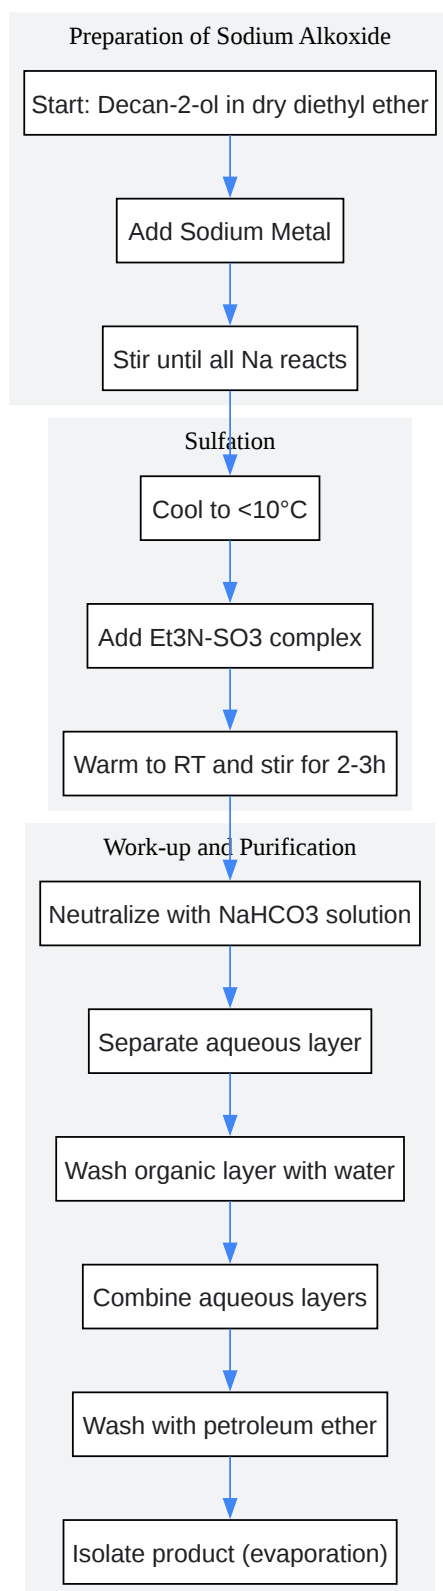 Preparation of Sodium Alkoxide
Start: Decan-2-ol in dry diethyl ether
Add Sodium Metal
Stir until all Na reacts
Sulfation
Cool to <10°C
Add Et3N-SO3 complex
Warm to RT and stir for 2-3h
Work-up and Purification
Neutralize with NaHCO3 solution
Separate aqueous layer
Wash organic layer with water
Combine aqueous layers
Wash with petroleum ether
Isolate product (evaporation)